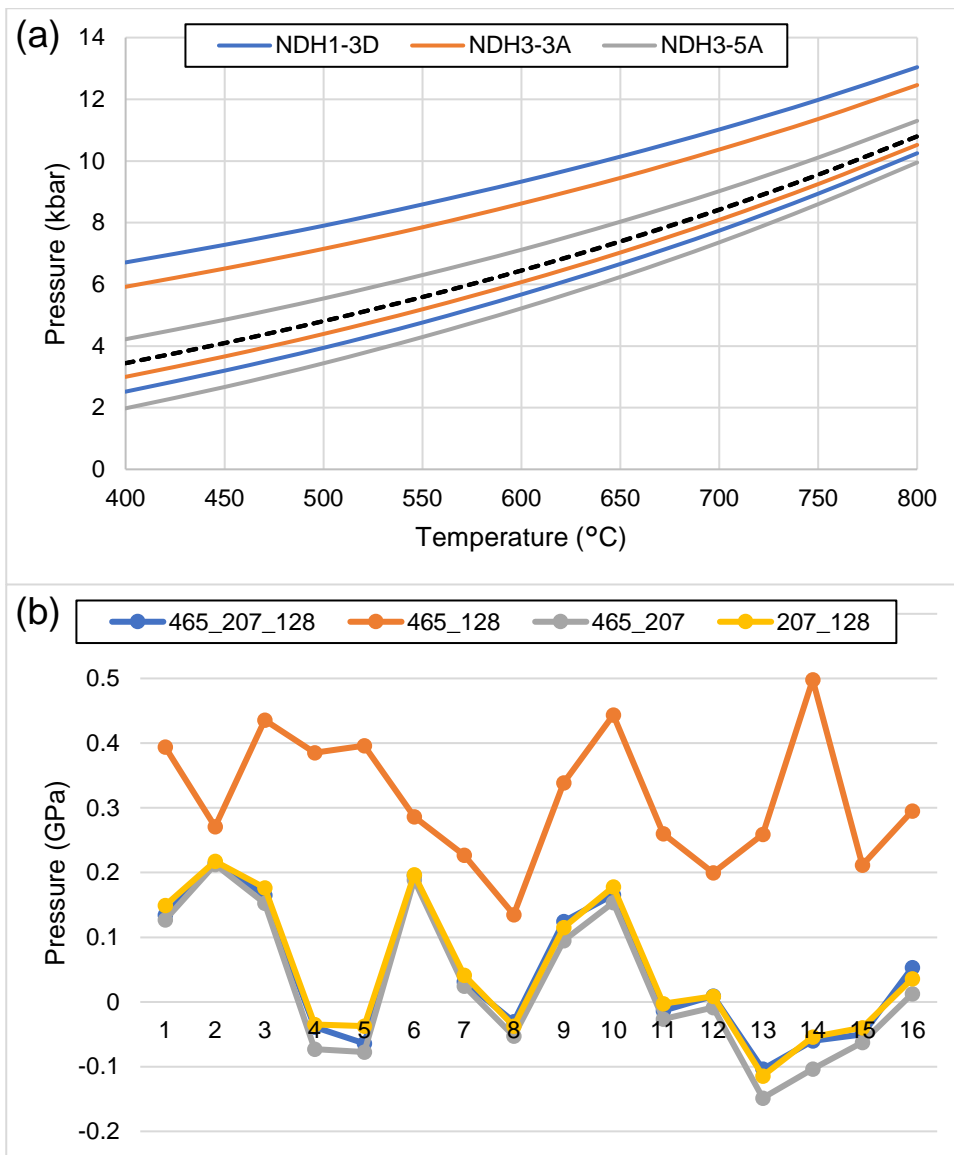 (a)
NDH1-3D NDH3-3A NDH3-5A
14
12
10
8
6
4
2
0
Pressure (kbar)
400 450 500 550 600 650 700 750 800
Temperature (°C)
(b)
465_207_128 465_128 465_207 207_128
0.5
0.4
0.3
0.2
0.1
0
-0.1
-0.2
Pressure (GPa)
1 2 3 4 5 6 7 8 9 10 11 12 13 14 15 16